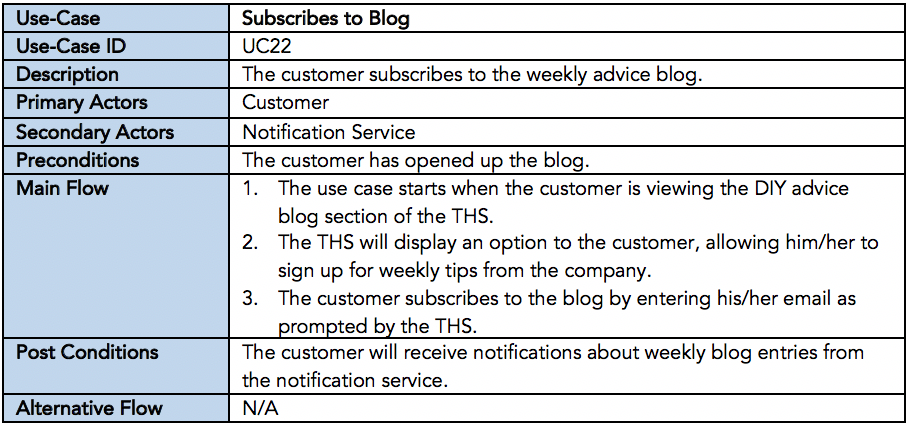 Use-Case Subscribes to Blog
Use-Case ID UC22
Description The customer subscribes to the weekly advice blog.
Primary Actors Customer
Secondary Actors Notification Service
Preconditions The customer has opened up the blog.
Main Flow 1. The use case starts when the customer is viewing the DIY advice
blog section of the THS.
2. The THS will display an option to the customer, allowing him/her to
sign up for weekly tips from the company.
3. The customer subscribes to the blog by entering his/her email as
prompted by the THS.
Post Conditions The customer will receive notifications about weekly blog entries from
the notification service.
Alternative Flow N/A